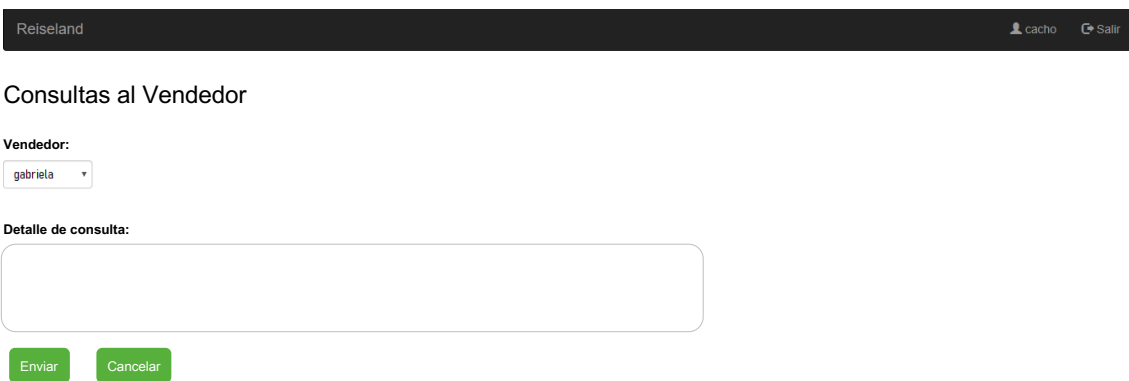 Reiseland cacho Salir
Consultas al Vendedor
Vendedor:
gabriela
Detalle de consulta:
Enviar Cancelar